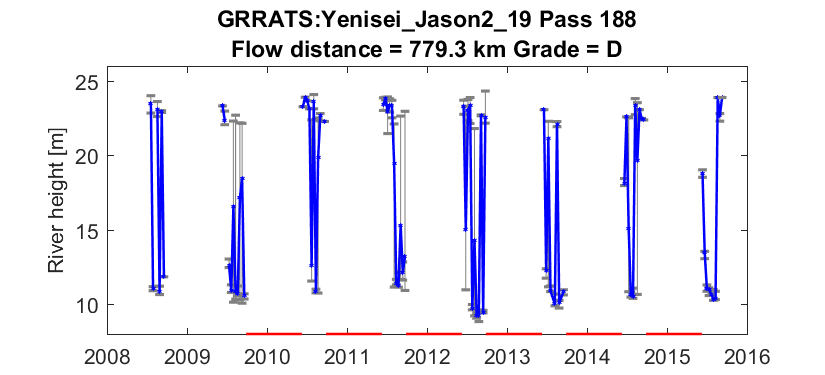 GRRATS:Yenisei_Jason2_19 Pass 188
Flow distance = 779.3 km Grade = D
River height [m]
25
20
15
10
2008 2009 2010 2011 2012 2013 2014 2015 2016